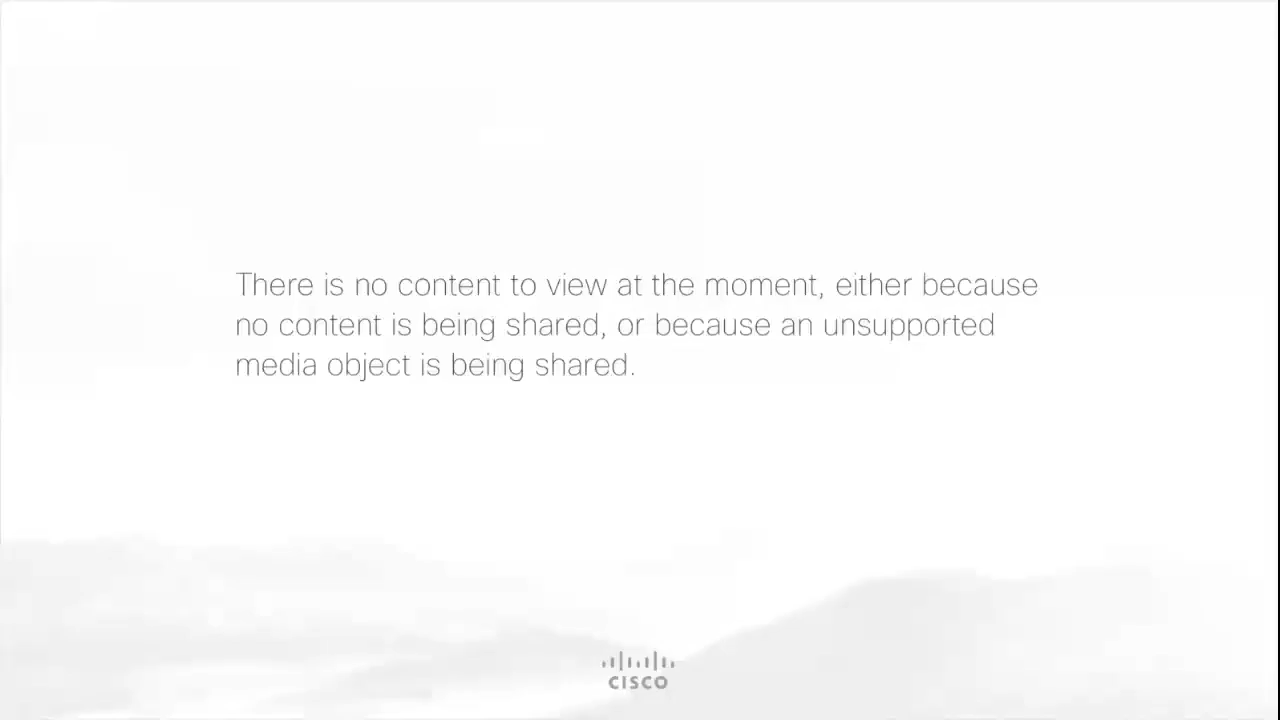 There is no content to view at the moment, either because
no content is being shared, or because an unsupported
media object is being shared.
CISCO